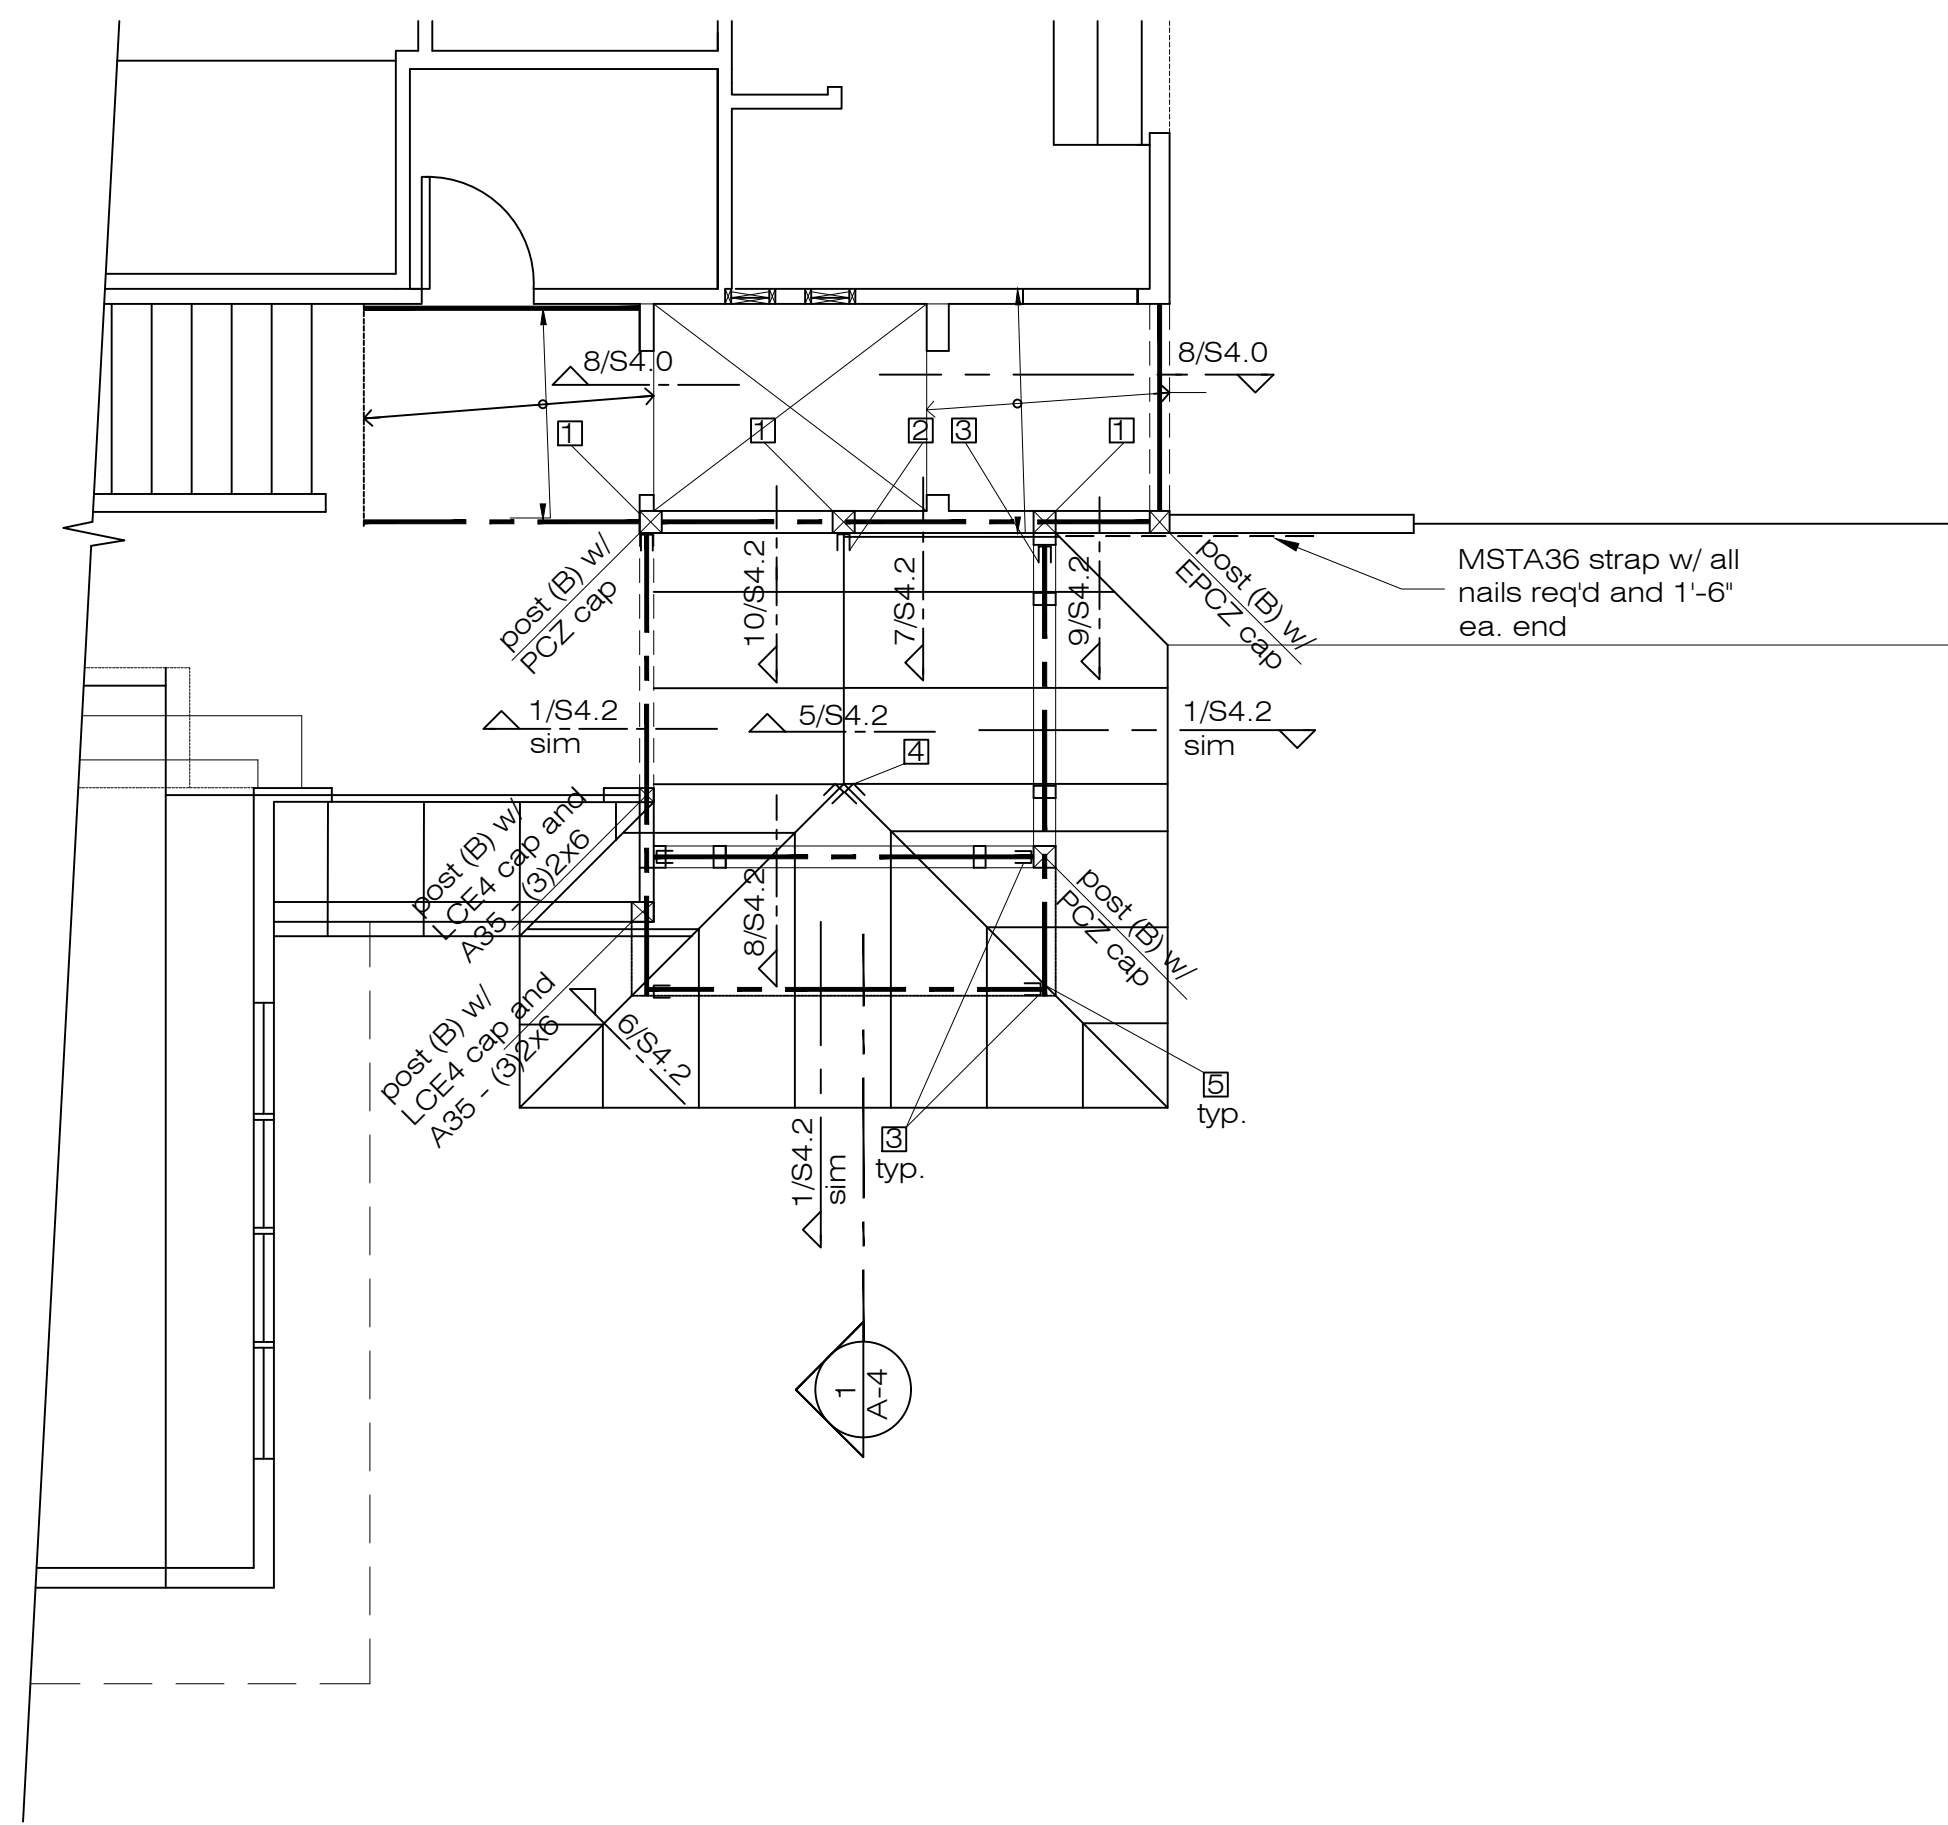 8/S4.0
8/S4.0
1
1
2
3
1
post (B) w/
PCZ cap
10/S4.2
7/S4.2
9/S4.2
post (B) w/
EPCZ cap
MSTA36 strap w/ all
nails req'd and 1'-6"
ea. end
1/S4.2
sim
5/S4.2
1/S4.2
sim
4
post (B) w/
LCE4 cap and
A35 - (3)2x6
8/S4.2
post (B) w/
PCZ cap
post (B) w/
LCE4 cap and
A35 - (3)2x6
6/S4.2
5
typ.
3
typ.
1/S4.2
sim
1
A-4